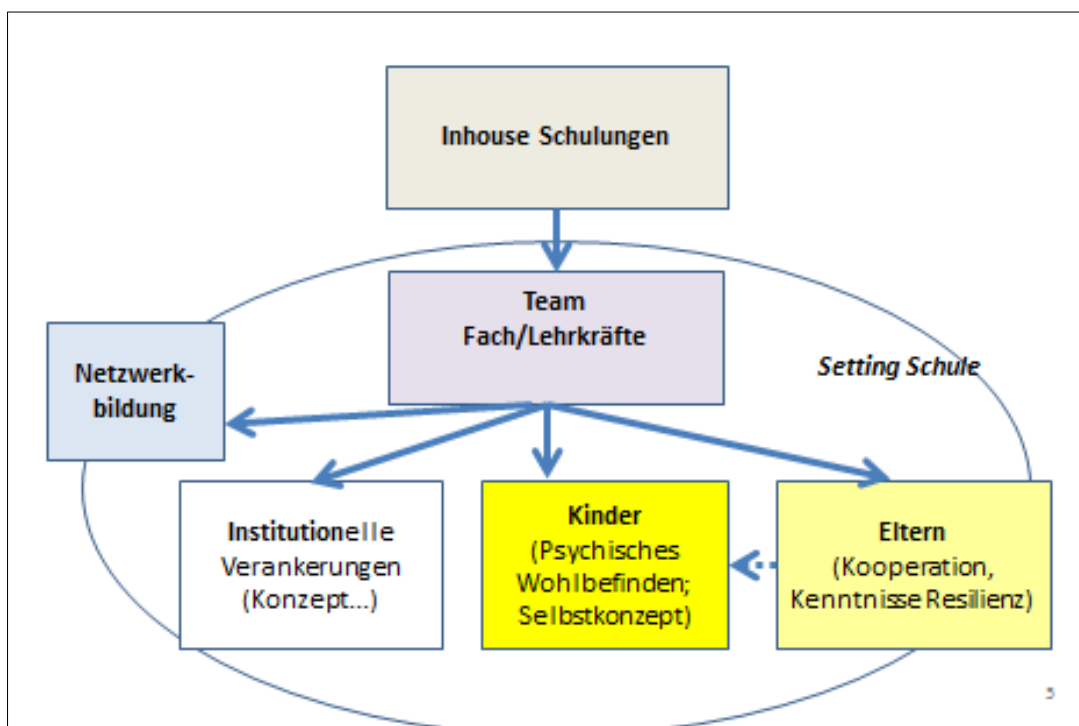 Inhouse Schulungen
Team
Fach/Lehrkräfte
Setting Schule
Netzwerk-
bildung
Institutionelle
Verankerungen
(Konzept...)
Kinder
(Psychisches
Wohlbefinden;
Selbstkonzept)
Eltern
(Kooperation,
Kenntnisse Resilienz)